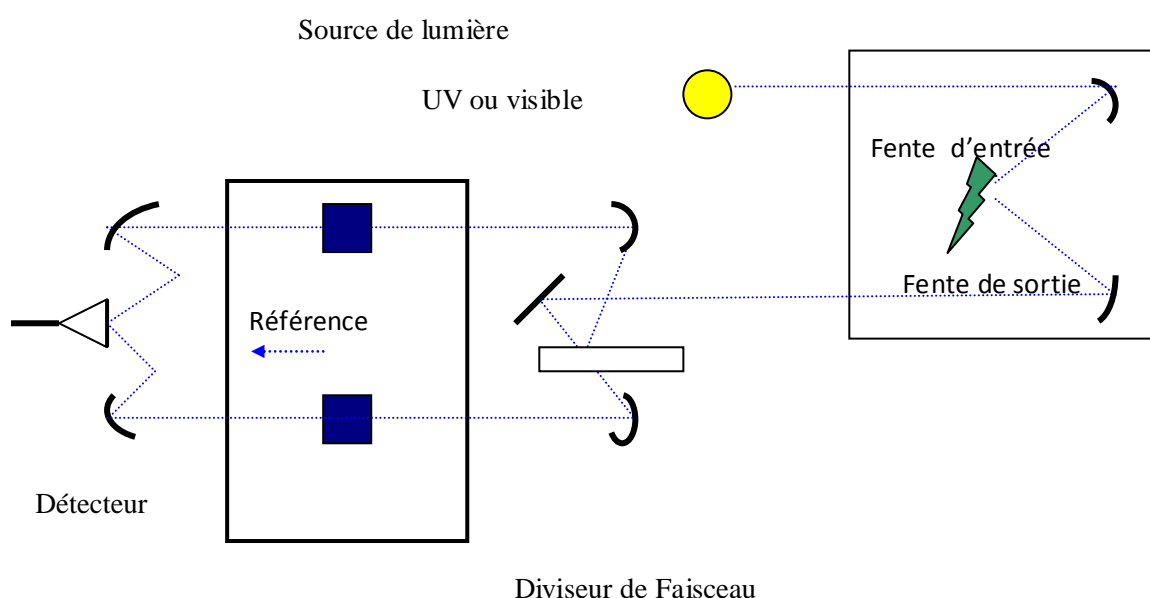 Source de lumière
UV ou visible
Fente d’entrée
Fente de sortie
Référence
Détecteur
Diviseur de Faisceau